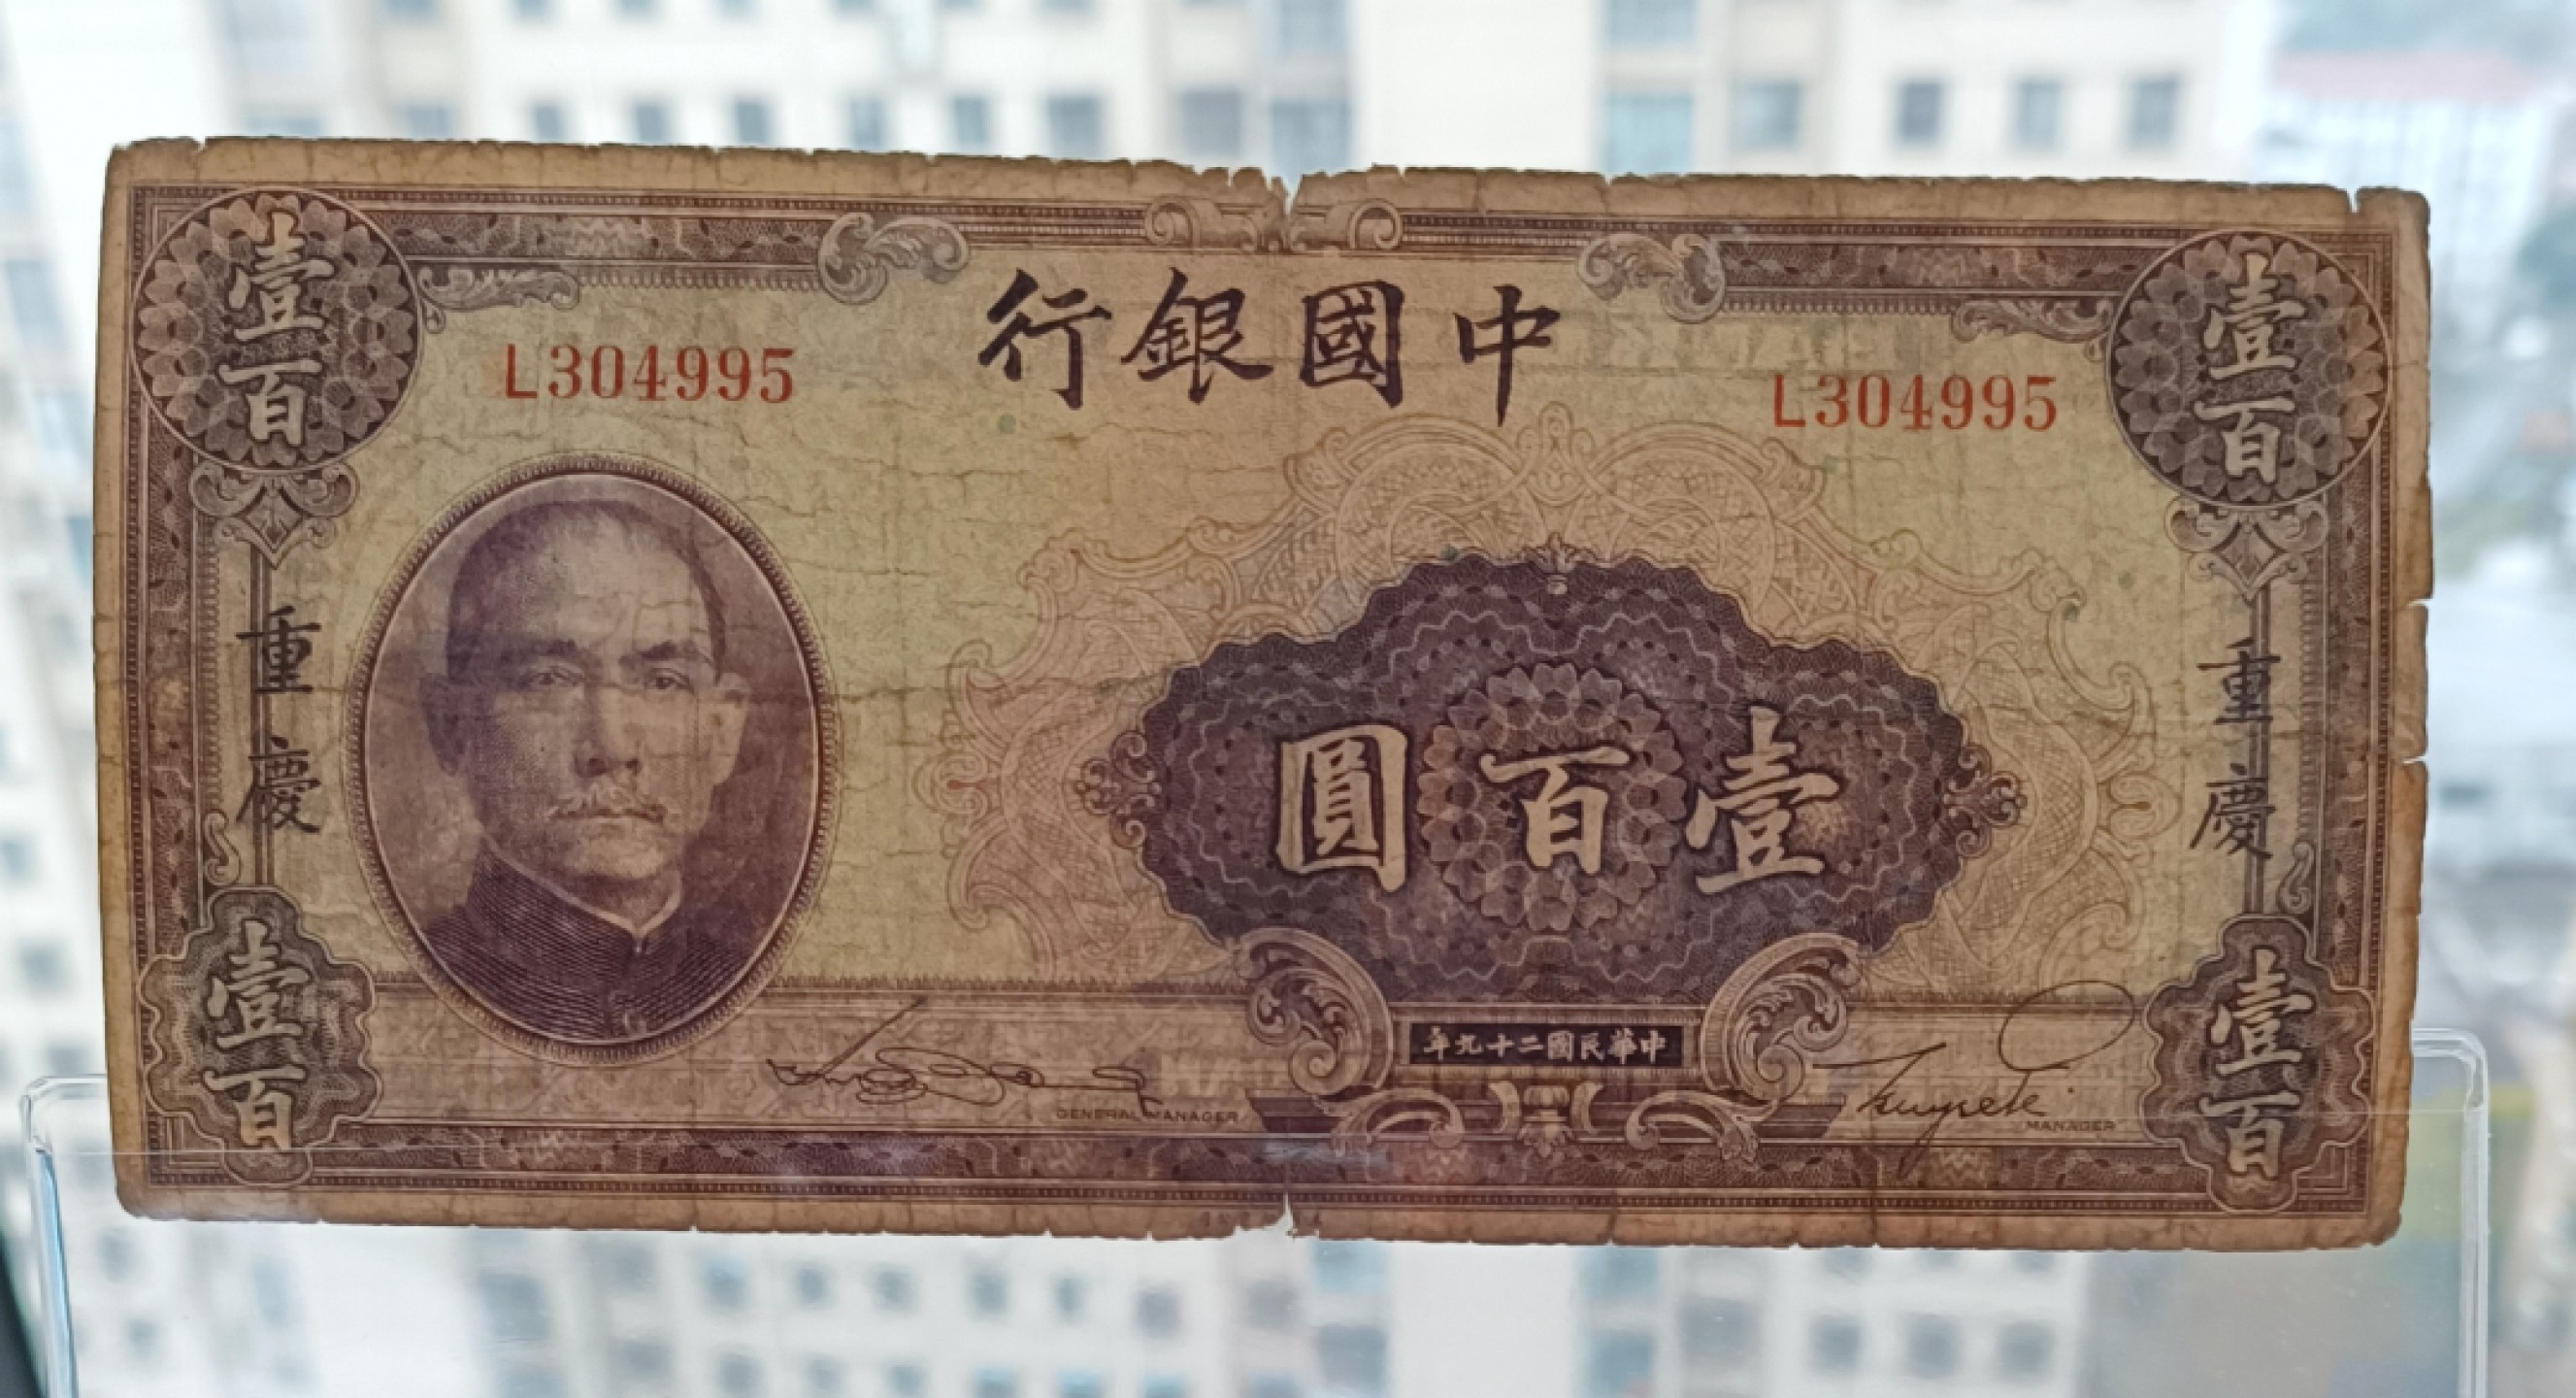 中國銀行
壹百
壹百
L304995
L304995
重慶
重慶
壹百圓
中華民國二十九年
GENERAL MANAGER
MANAGER
壹百
壹百